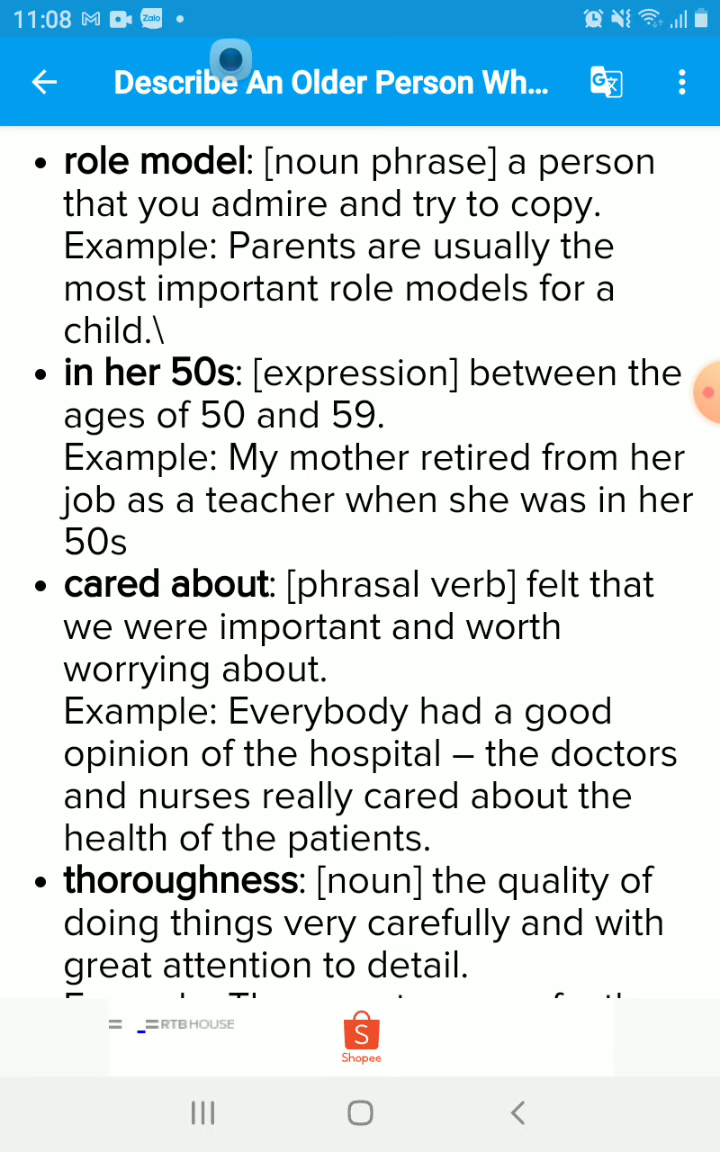 11:08
Zalo
Describe An Older Person Wh...
• role model: [noun phrase] a person
that you admire and try to copy.
Example: Parents are usually the
most important role models for a
child.\
• in her 50s: [expression] between the
ages of 50 and 59.
Example: My mother retired from her
job as a teacher when she was in her
50s
• cared about: [phrasal verb] felt that
we were important and worth
worrying about.
Example: Everybody had a good
opinion of the hospital – the doctors
and nurses really cared about the
health of the patients.
• thoroughness: [noun] the quality of
doing things very carefully and with
great attention to detail.
RTB HOUSE
Shopee